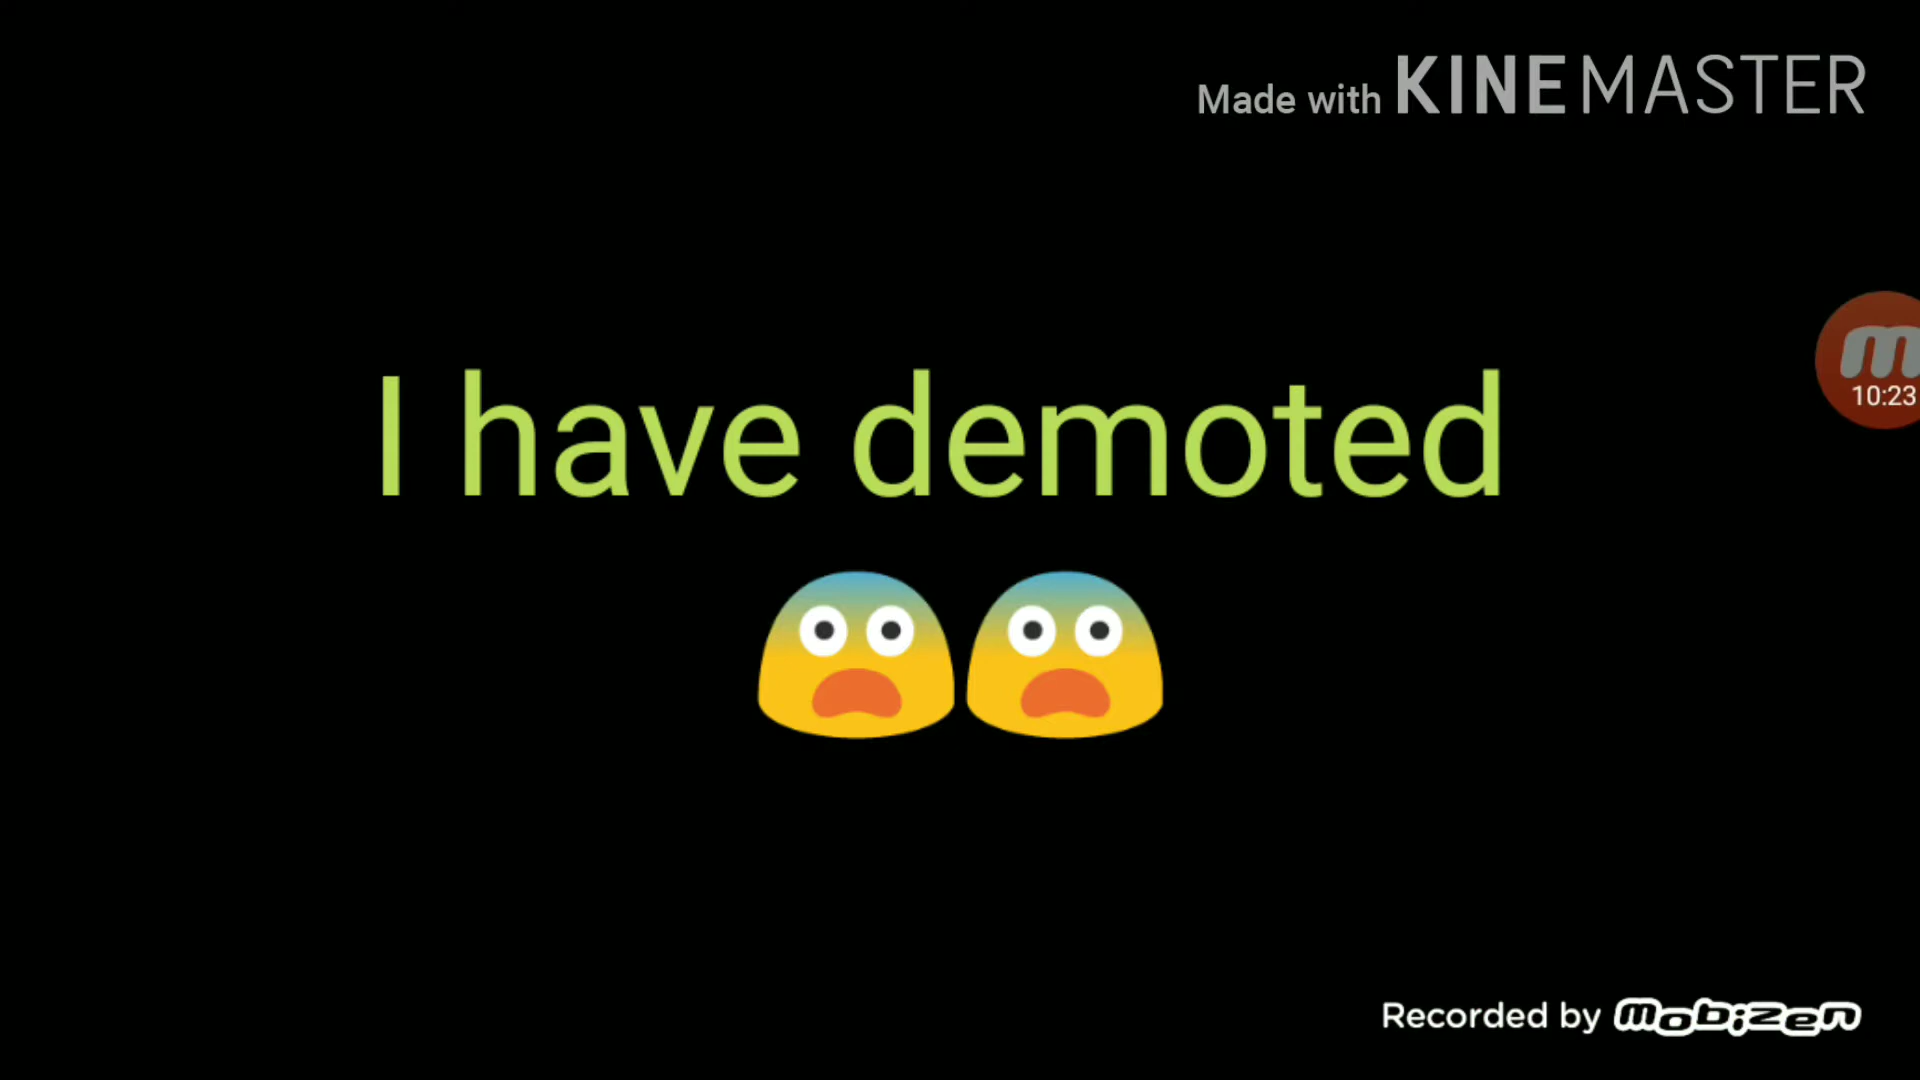 Made with KINEMASTER
10:23
I have demoted
😨😨
Recorded by mobizen